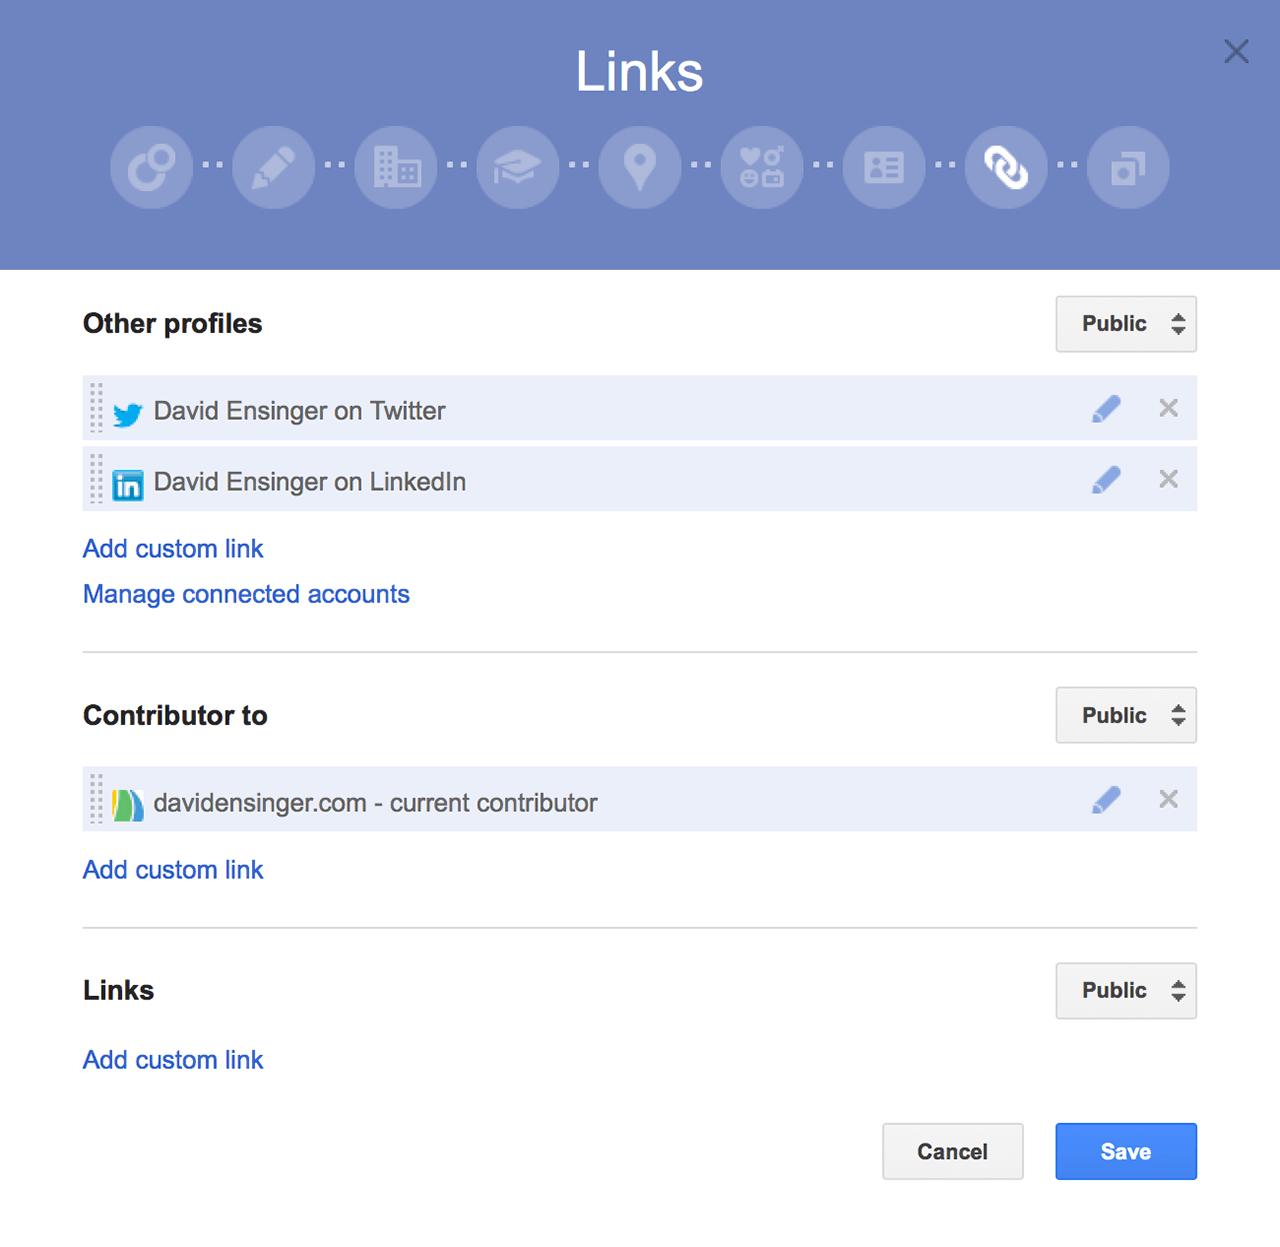 Links
Other profiles
Public
David Ensinger on Twitter
in David Ensinger on LinkedIn
Add custom link
Manage connected accounts
Contributor to
Public
davidensinger.com - current contributor
Add custom link
Links
Public
Add custom link
Cancel
Save